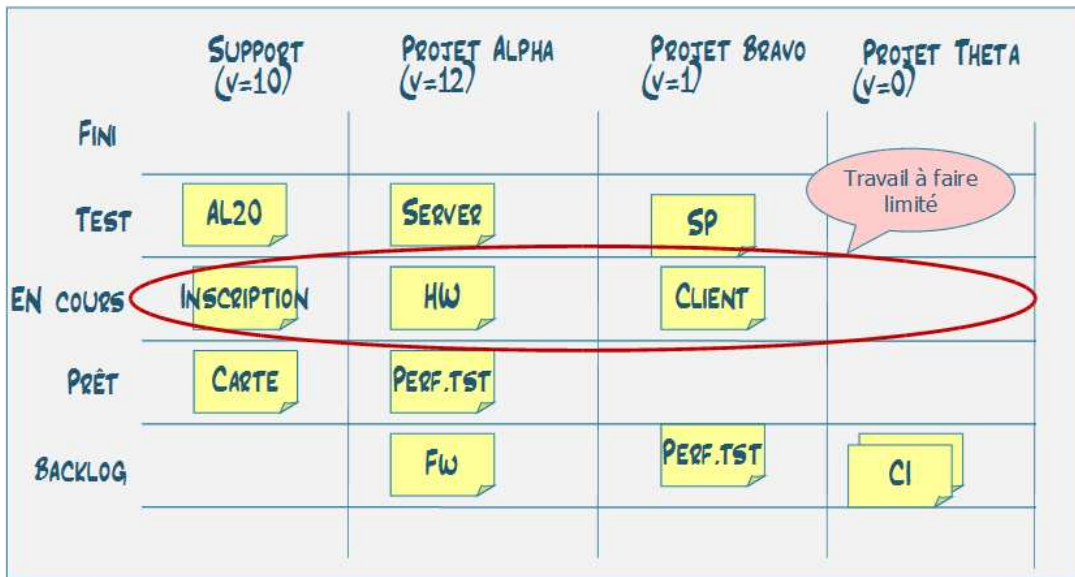 Support
(v=10)
Projet Alpha
(v=12)
Projet Bravo
(v=1)
Projet Theta
(v=0)
Fini
Travail à faire
limité
Test
AL20
Server
SP
En cours
Inscription
HW
Client
Prêt
Carte
Perf.tst
Backlog
Fw
Perf.tst
CI